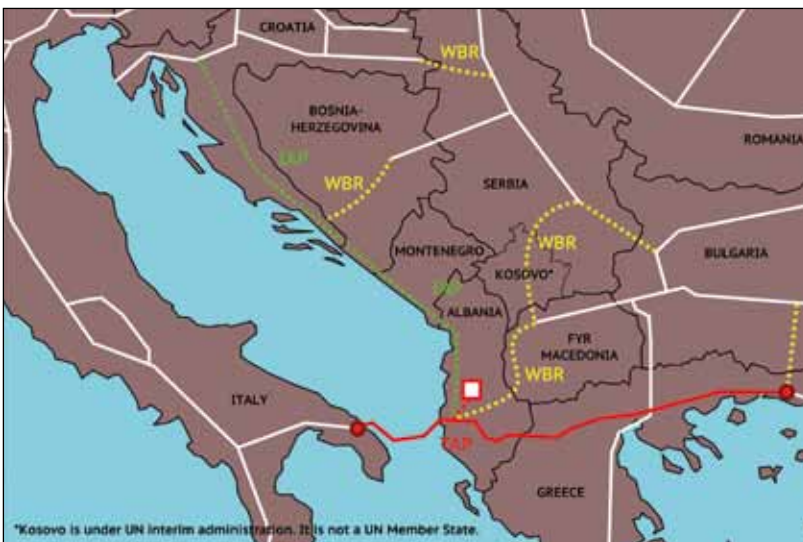 CROATIA
WBR
BOSNIA-
HERZEGOVINA
ROMANIA
IAP
WBR
SERBIA
WBR
MONTENEGRO
BULGARIA
KOSOVO*
IAP
ALBANIA
FYR
MACEDONIA
WBR
ITALY
TAP
GREECE
*Kosovo is under UN interim administration. It is not a UN Member State.